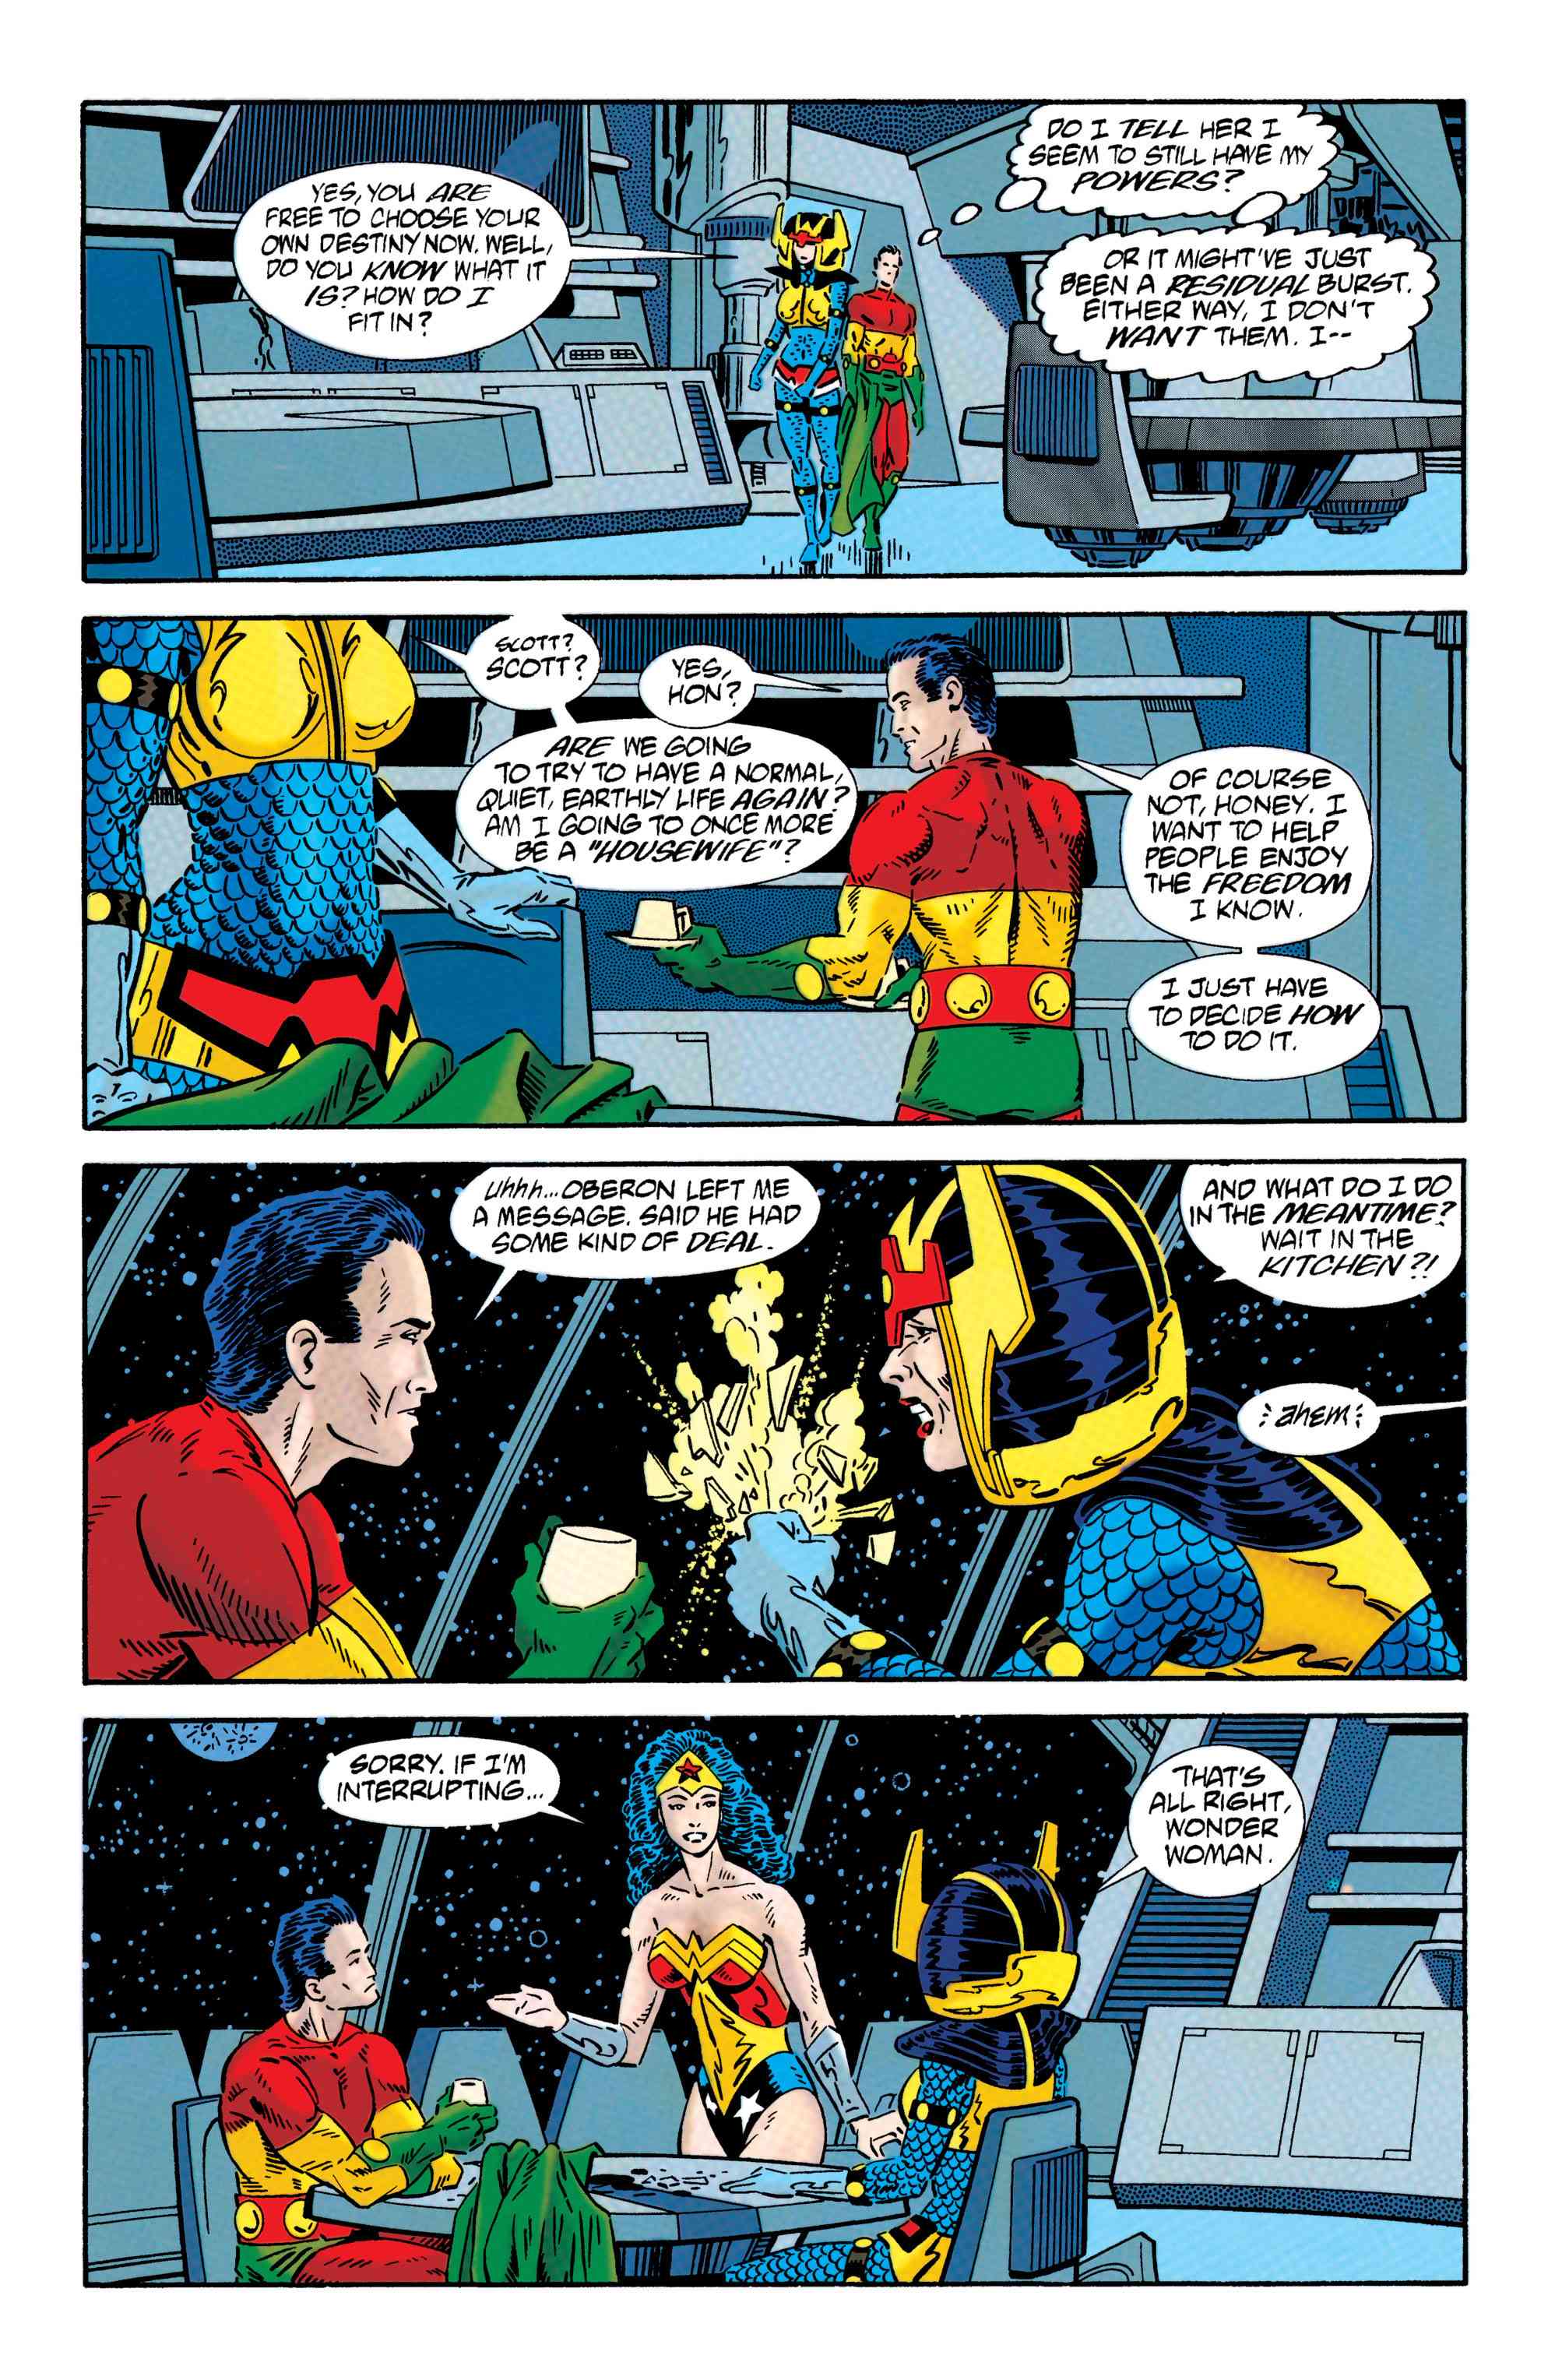 YES, YOU ARE
FREE TO CHOOSE YOUR
OWN DESTINY NOW. WELL,
DO YOU KNOW WHAT IT
IS? HOW DO I
FIT IN?
DO I TELL HER I
SEEM TO STILL HAVE MY
POWERS?
OR IT MIGHT'VE JUST
BEEN A RESIDUAL BURST.
EITHER WAY, I DON'T
WANT THEM. I--
SCOTT?
SCOTT?
YES,
HON?
ARE WE GOING
TO TRY TO HAVE A NORMAL,
QUIET, EARTHLY LIFE AGAIN?
AM I GOING TO ONCE MORE
BE A "HOUSEWIFE"?
OF COURSE
NOT, HONEY. I
WANT TO HELP
PEOPLE ENJOY
THE FREEDOM
I KNOW.
I JUST HAVE
TO DECIDE HOW
TO DO IT.
Uhhh...OBERON LEFT ME
A MESSAGE. SAID HE HAD
SOME KIND OF DEAL.
AND WHAT DO I DO
IN THE MEANTIME?
WAIT IN THE
KITCHEN?!
ahem
SORRY. IF I'M
INTERRUPTING...
THAT'S
ALL RIGHT,
WONDER
WOMAN.